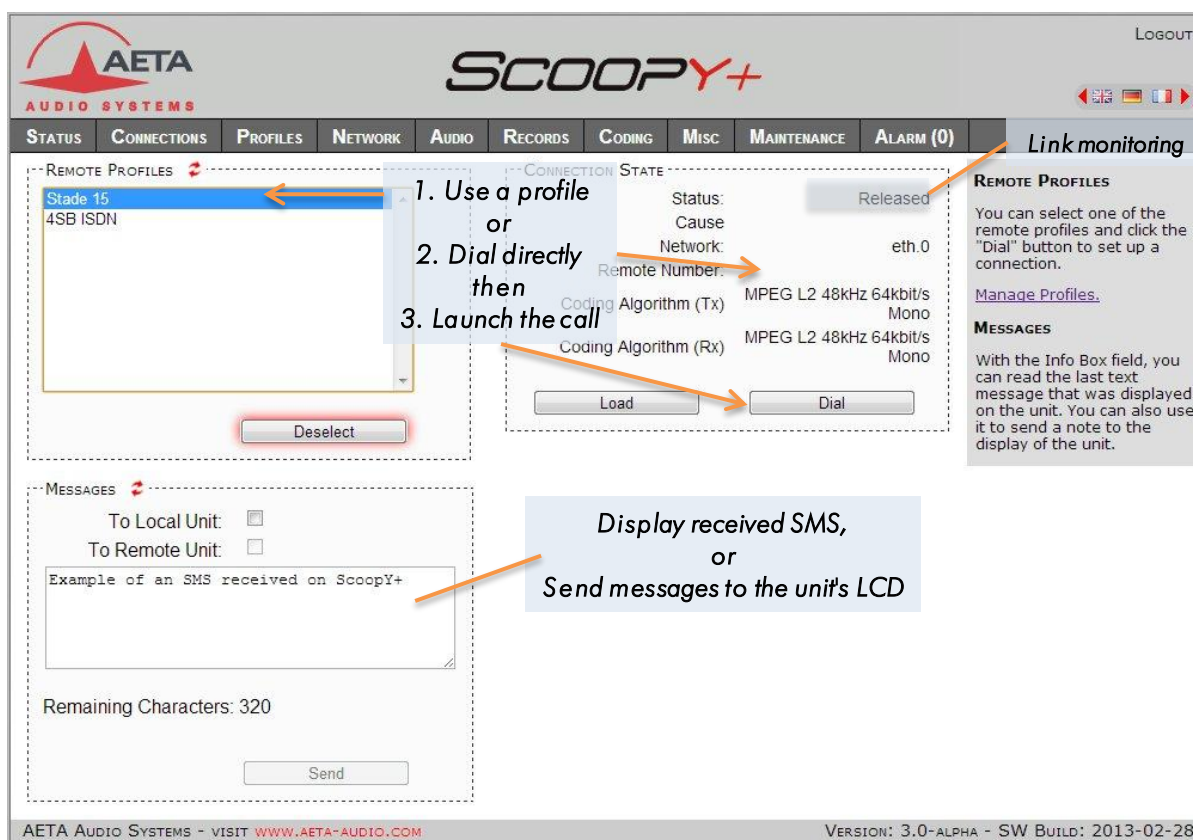 LOGOUT
AETA
AUDIO SYSTEMS
SCOOPY+
STATUS CONNECTIONS PROFILES NETWORK AUDIO RECORDS CODING MISC MAINTENANCE ALARM (0)
Link monitoring
REMOTE PROFILES
Stade 15
4SB ISDN
Deselect
1. Use a profile
or
2. Dial directly
then
3. Launch the call
CONNECTION STATE
Status: Released
Cause
Network: eth.0
Remote Number:
Coding Algorithm (Tx) MPEG L2 48kHz 64kbit/s
Mono
Coding Algorithm (Rx) MPEG L2 48kHz 64kbit/s
Mono
Load Dial
REMOTE PROFILES
You can select one of the
remote profiles and click the
"Dial" button to set up a
connection.
Manage Profiles.
MESSAGES
With the Info Box field, you
can read the last text
message that was displayed
on the unit. You can also use
it to send a note to the
display of the unit.
MESSAGES
To Local Unit:
To Remote Unit:
Example of an SMS received on ScoopY+
Remaining Characters: 320
Send
Display received SMS,
or
Send messages to the unit's LCD
AETA AUDIO SYSTEMS - VISIT WWW.AETA-AUDIO.COM VERSION: 3.0-ALPHA - SW BUILD: 2013-02-28